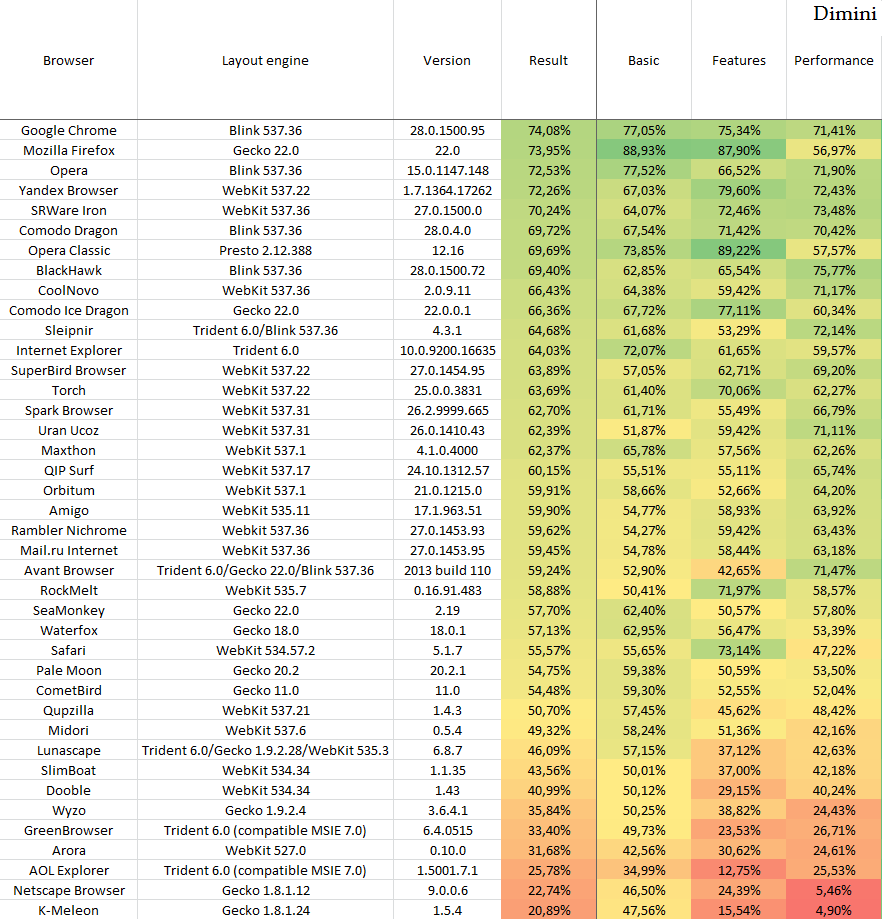 Dimini
Browser Layout engine Version Result Basic Features Performance
Google Chrome Blink 537.36 28.0.1500.95 74,08% 77,05% 75,34% 71,41%
Mozilla Firefox Gecko 22.0 22.0 73,95% 88,93% 87,90% 56,97%
Opera Blink 537.36 15.0.1147.148 72,53% 77,52% 66,52% 71,90%
Yandex Browser WebKit 537.22 1.7.1364.17262 72,26% 67,03% 79,60% 72,43%
SRWare Iron WebKit 537.36 27.0.1500.0 70,24% 64,07% 72,46% 73,48%
Comodo Dragon Blink 537.36 28.0.4.0 69,72% 67,54% 71,42% 70,42%
Opera Classic Presto 2.12.388 12.16 69,69% 73,85% 89,22% 57,57%
BlackHawk Blink 537.36 28.0.1500.72 69,40% 62,85% 65,54% 75,77%
CoolNovo WebKit 537.36 2.0.9.11 66,43% 64,38% 59,42% 71,17%
Comodo Ice Dragon Gecko 22.0 22.0.0.1 66,36% 67,72% 77,11% 60,34%
Sleipnir Trident 6.0/Blink 537.36 4.3.1 64,68% 61,68% 53,29% 72,14%
Internet Explorer Trident 6.0 10.0.9200.16635 64,03% 72,07% 61,65% 59,57%
SuperBird Browser WebKit 537.22 27.0.1454.95 63,89% 57,05% 62,71% 69,20%
Torch WebKit 537.22 25.0.0.3831 63,69% 61,40% 70,06% 62,27%
Spark Browser WebKit 537.31 26.2.9999.665 62,70% 61,71% 55,49% 66,79%
Uran Ucoz WebKit 537.31 26.0.1410.43 62,39% 51,87% 59,42% 71,11%
Maxthon WebKit 537.1 4.1.0.4000 62,37% 65,78% 57,56% 62,26%
QIP Surf WebKit 537.17 24.10.1312.57 60,15% 55,51% 55,11% 65,74%
Orbitum WebKit 537.1 21.0.1215.0 59,91% 58,66% 52,66% 64,20%
Amigo WebKit 535.11 17.1.963.51 59,90% 54,77% 58,93% 63,92%
Rambler Nichrome Webkit 537.36 27.0.1453.93 59,62% 54,27% 59,42% 63,43%
Mail.ru Internet WebKit 537.36 27.0.1453.95 59,45% 54,78% 58,44% 63,18%
Avant Browser Trident 6.0/Gecko 22.0/Blink 537.36 2013 build 110 59,24% 52,90% 42,65% 71,47%
RockMelt WebKit 535.7 0.16.91.483 58,88% 50,41% 71,97% 58,57%
SeaMonkey Gecko 22.0 2.19 57,70% 62,40% 50,57% 57,80%
Waterfox Gecko 18.0 18.0.1 57,13% 62,95% 56,47% 53,39%
Safari WebKit 534.57.2 5.1.7 55,57% 55,65% 73,14% 47,22%
Pale Moon Gecko 20.2 20.2.1 54,75% 59,38% 50,59% 53,50%
CometBird Gecko 11.0 11.0 54,48% 59,30% 52,55% 52,04%
Qupzilla WebKit 537.21 1.4.3 50,70% 57,45% 45,62% 48,42%
Midori WebKit 537.6 0.5.4 49,32% 58,24% 51,36% 42,16%
Lunascape Trident 6.0/Gecko 1.9.2.28/WebKit 535.3 6.8.7 46,09% 57,15% 37,12% 42,63%
SlimBoat WebKit 534.34 1.1.35 43,56% 50,01% 37,00% 42,18%
Dooble WebKit 534.34 1.43 40,99% 50,12% 29,15% 40,24%
Wyzo Gecko 1.9.2.4 3.6.4.1 35,84% 50,25% 38,82% 24,43%
GreenBrowser Trident 6.0 (compatible MSIE 7.0) 6.4.0515 33,40% 49,73% 23,53% 26,71%
Arora WebKit 527.0 0.10.0 31,68% 42,56% 30,62% 24,61%
AOL Explorer Trident 6.0 (compatible MSIE 7.0) 1.5001.7.1 25,78% 34,99% 12,75% 25,53%
Netscape Browser Gecko 1.8.1.12 9.0.0.6 22,74% 46,50% 24,39% 5,46%
K-Meleon Gecko 1.8.1.24 1.5.4 20,89% 47,56% 15,54% 4,90%